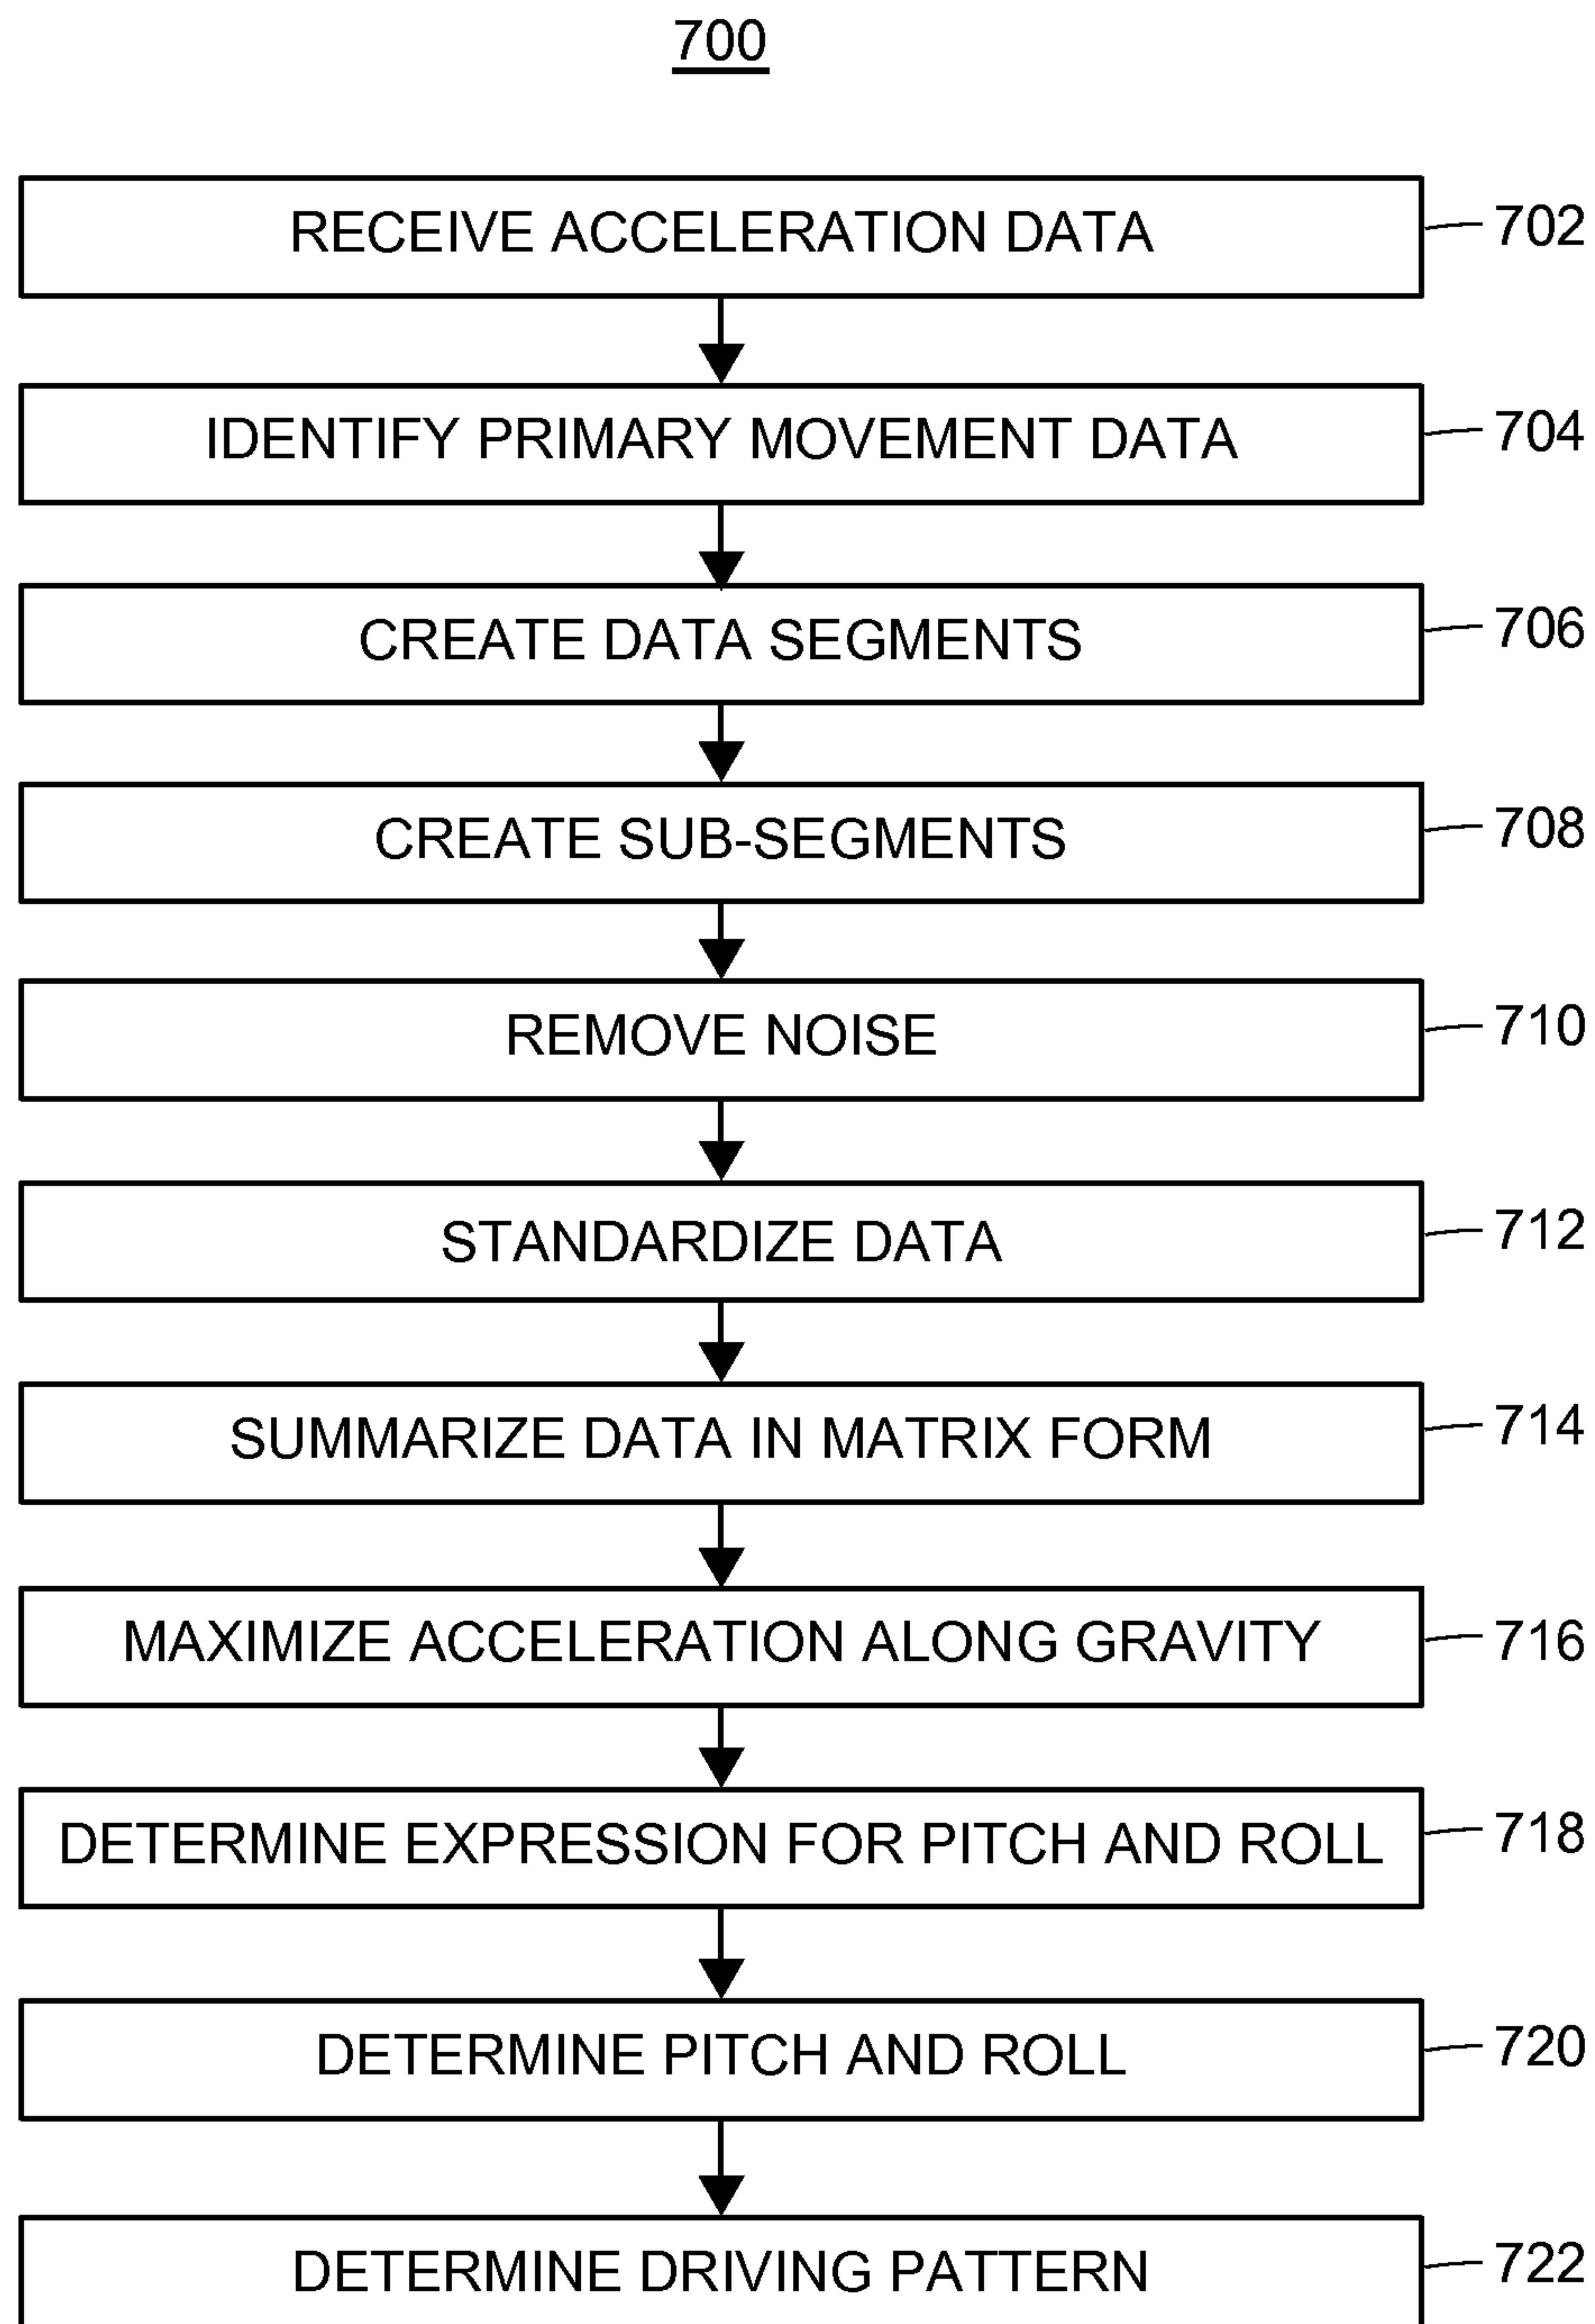 700
RECEIVE ACCELERATION DATA 702
IDENTIFY PRIMARY MOVEMENT DATA 704
CREATE DATA SEGMENTS 706
CREATE SUB-SEGMENTS 708
REMOVE NOISE 710
STANDARDIZE DATA 712
SUMMARIZE DATA IN MATRIX FORM 714
MAXIMIZE ACCELERATION ALONG GRAVITY 716
DETERMINE EXPRESSION FOR PITCH AND ROLL 718
DETERMINE PITCH AND ROLL 720
DETERMINE DRIVING PATTERN 722